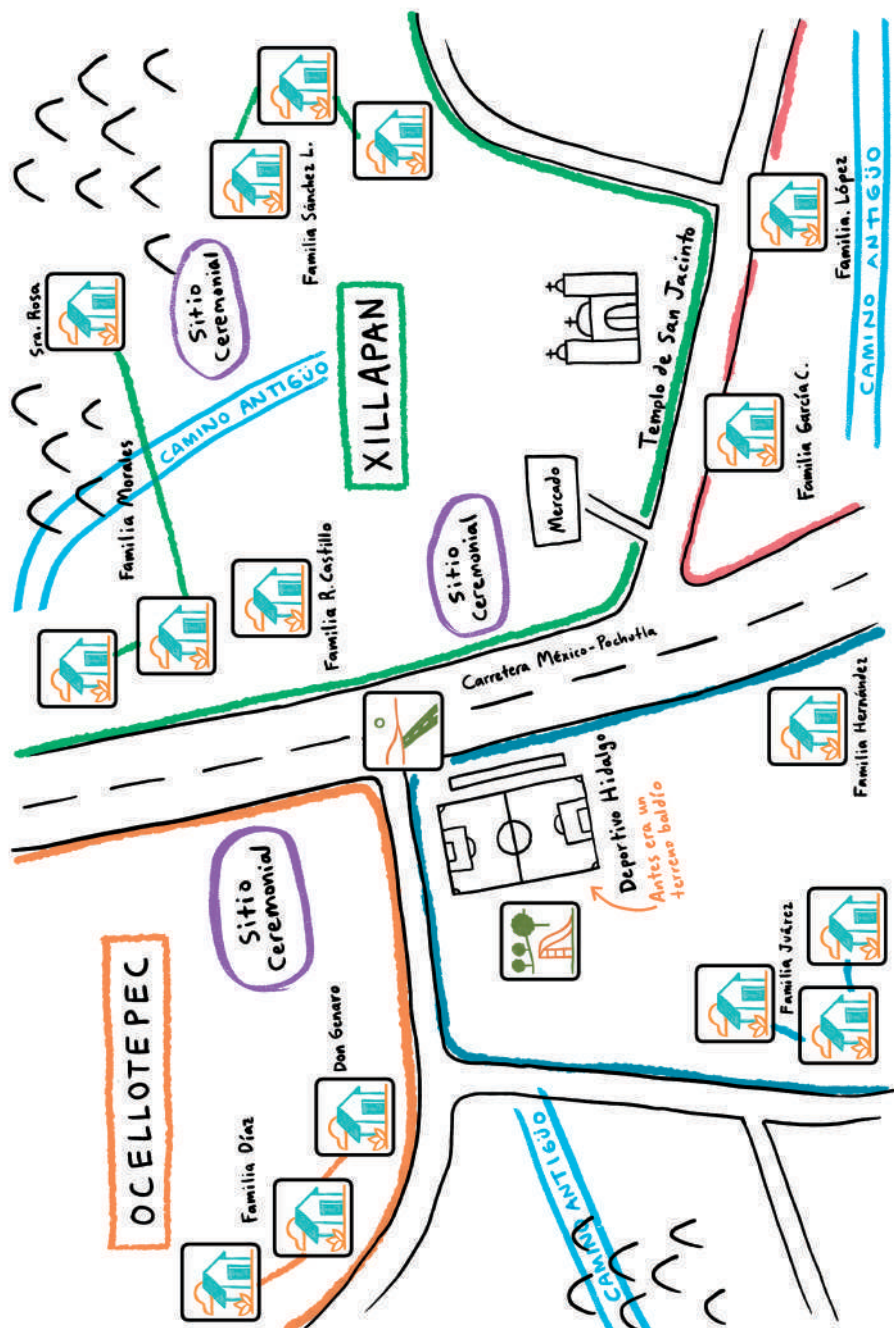 Sra. Rosa
Familia Morales
OCELLOTEPEC
CAMINO ANTIGÜO
Sitio
Ceremonial
Familia Díaz
Sitio
Ceremonial
Familia Sánchez L.
Don Genaro
Familia R. Castillo
XILLAPAN
Sitio
Ceremonial
Carretera México-Pochutla
Mercado
CAMINO ANTIGÜO
Deportivo Hidalgo
Antes era un
terreno baldío
Templo de San Jacinto
Familia Juárez
Familia García C.
Familia. López
Familia Hernández
CAMINO ANTIGÜO